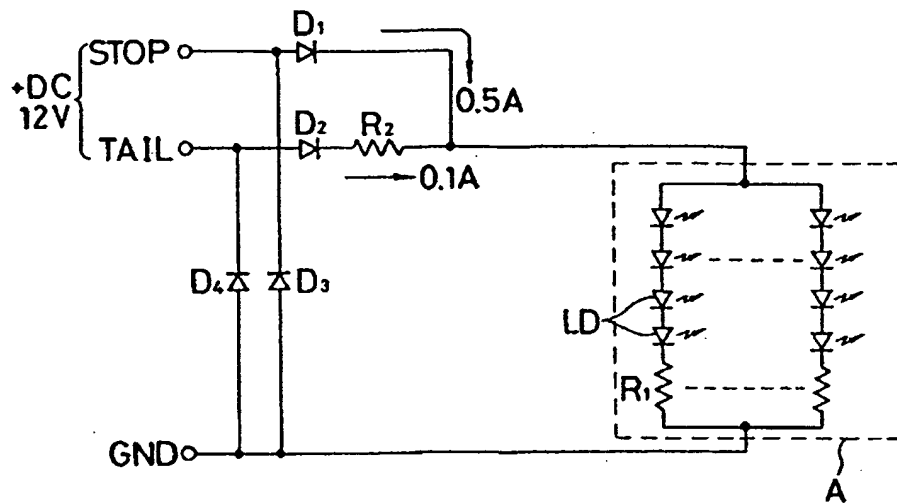 D1
STOP
+DC
12V
0.5A
D2
R2
TAIL
0.1A
D4
D3
LD
R1
GND
A